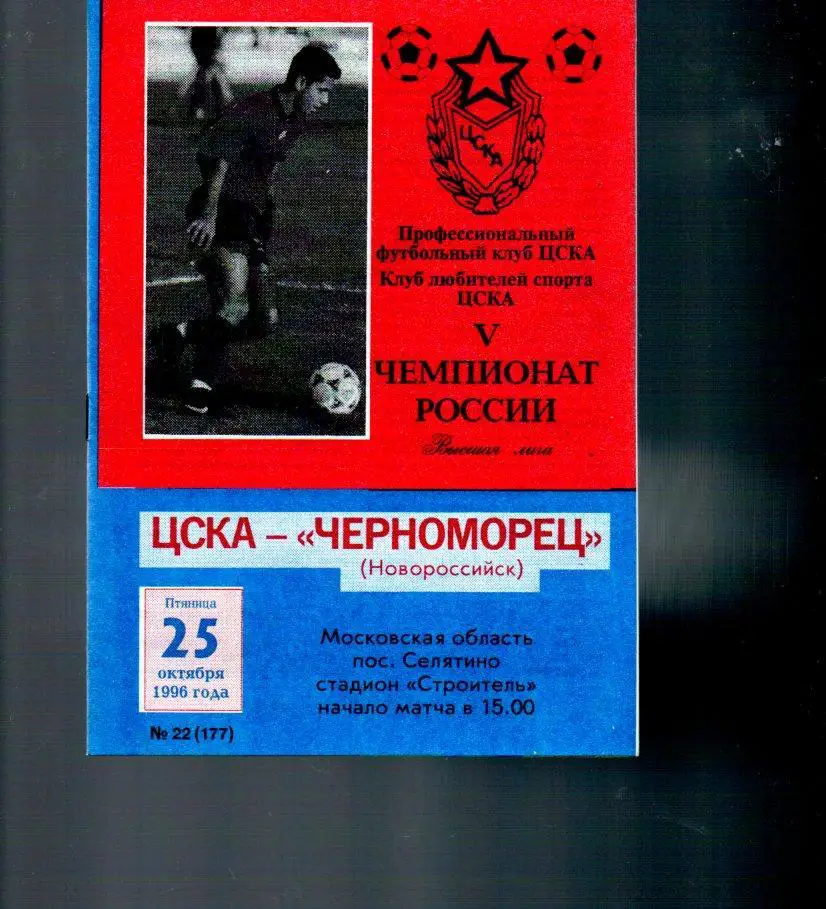 ЦСКА
Профессиональный
футбольный клуб ЦСКА
Клуб любителей спорта
ЦСКА
V
ЧЕМПИОНАТ
РОССИИ
Высшая лига
ЦСКА – «ЧЕРНОМОРЕЦ»
(Новороссийск)
Пятница
25
октября
1996 года
№ 22 (177)
Московская область
пос. Селятино
стадион «Строитель»
начало матча в 15.00